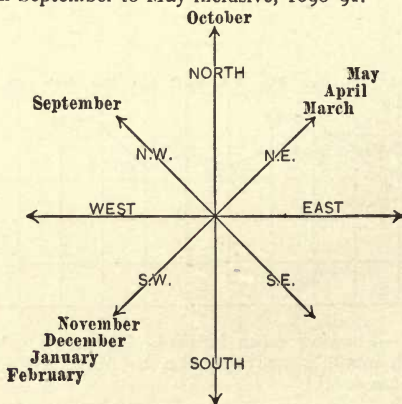 September to May inclusive, 1890-91.
October
NORTH
May
April
March
September
N.W.
N.E.
WEST
EAST
S.W.
S.E.
November
December
January
February
SOUTH